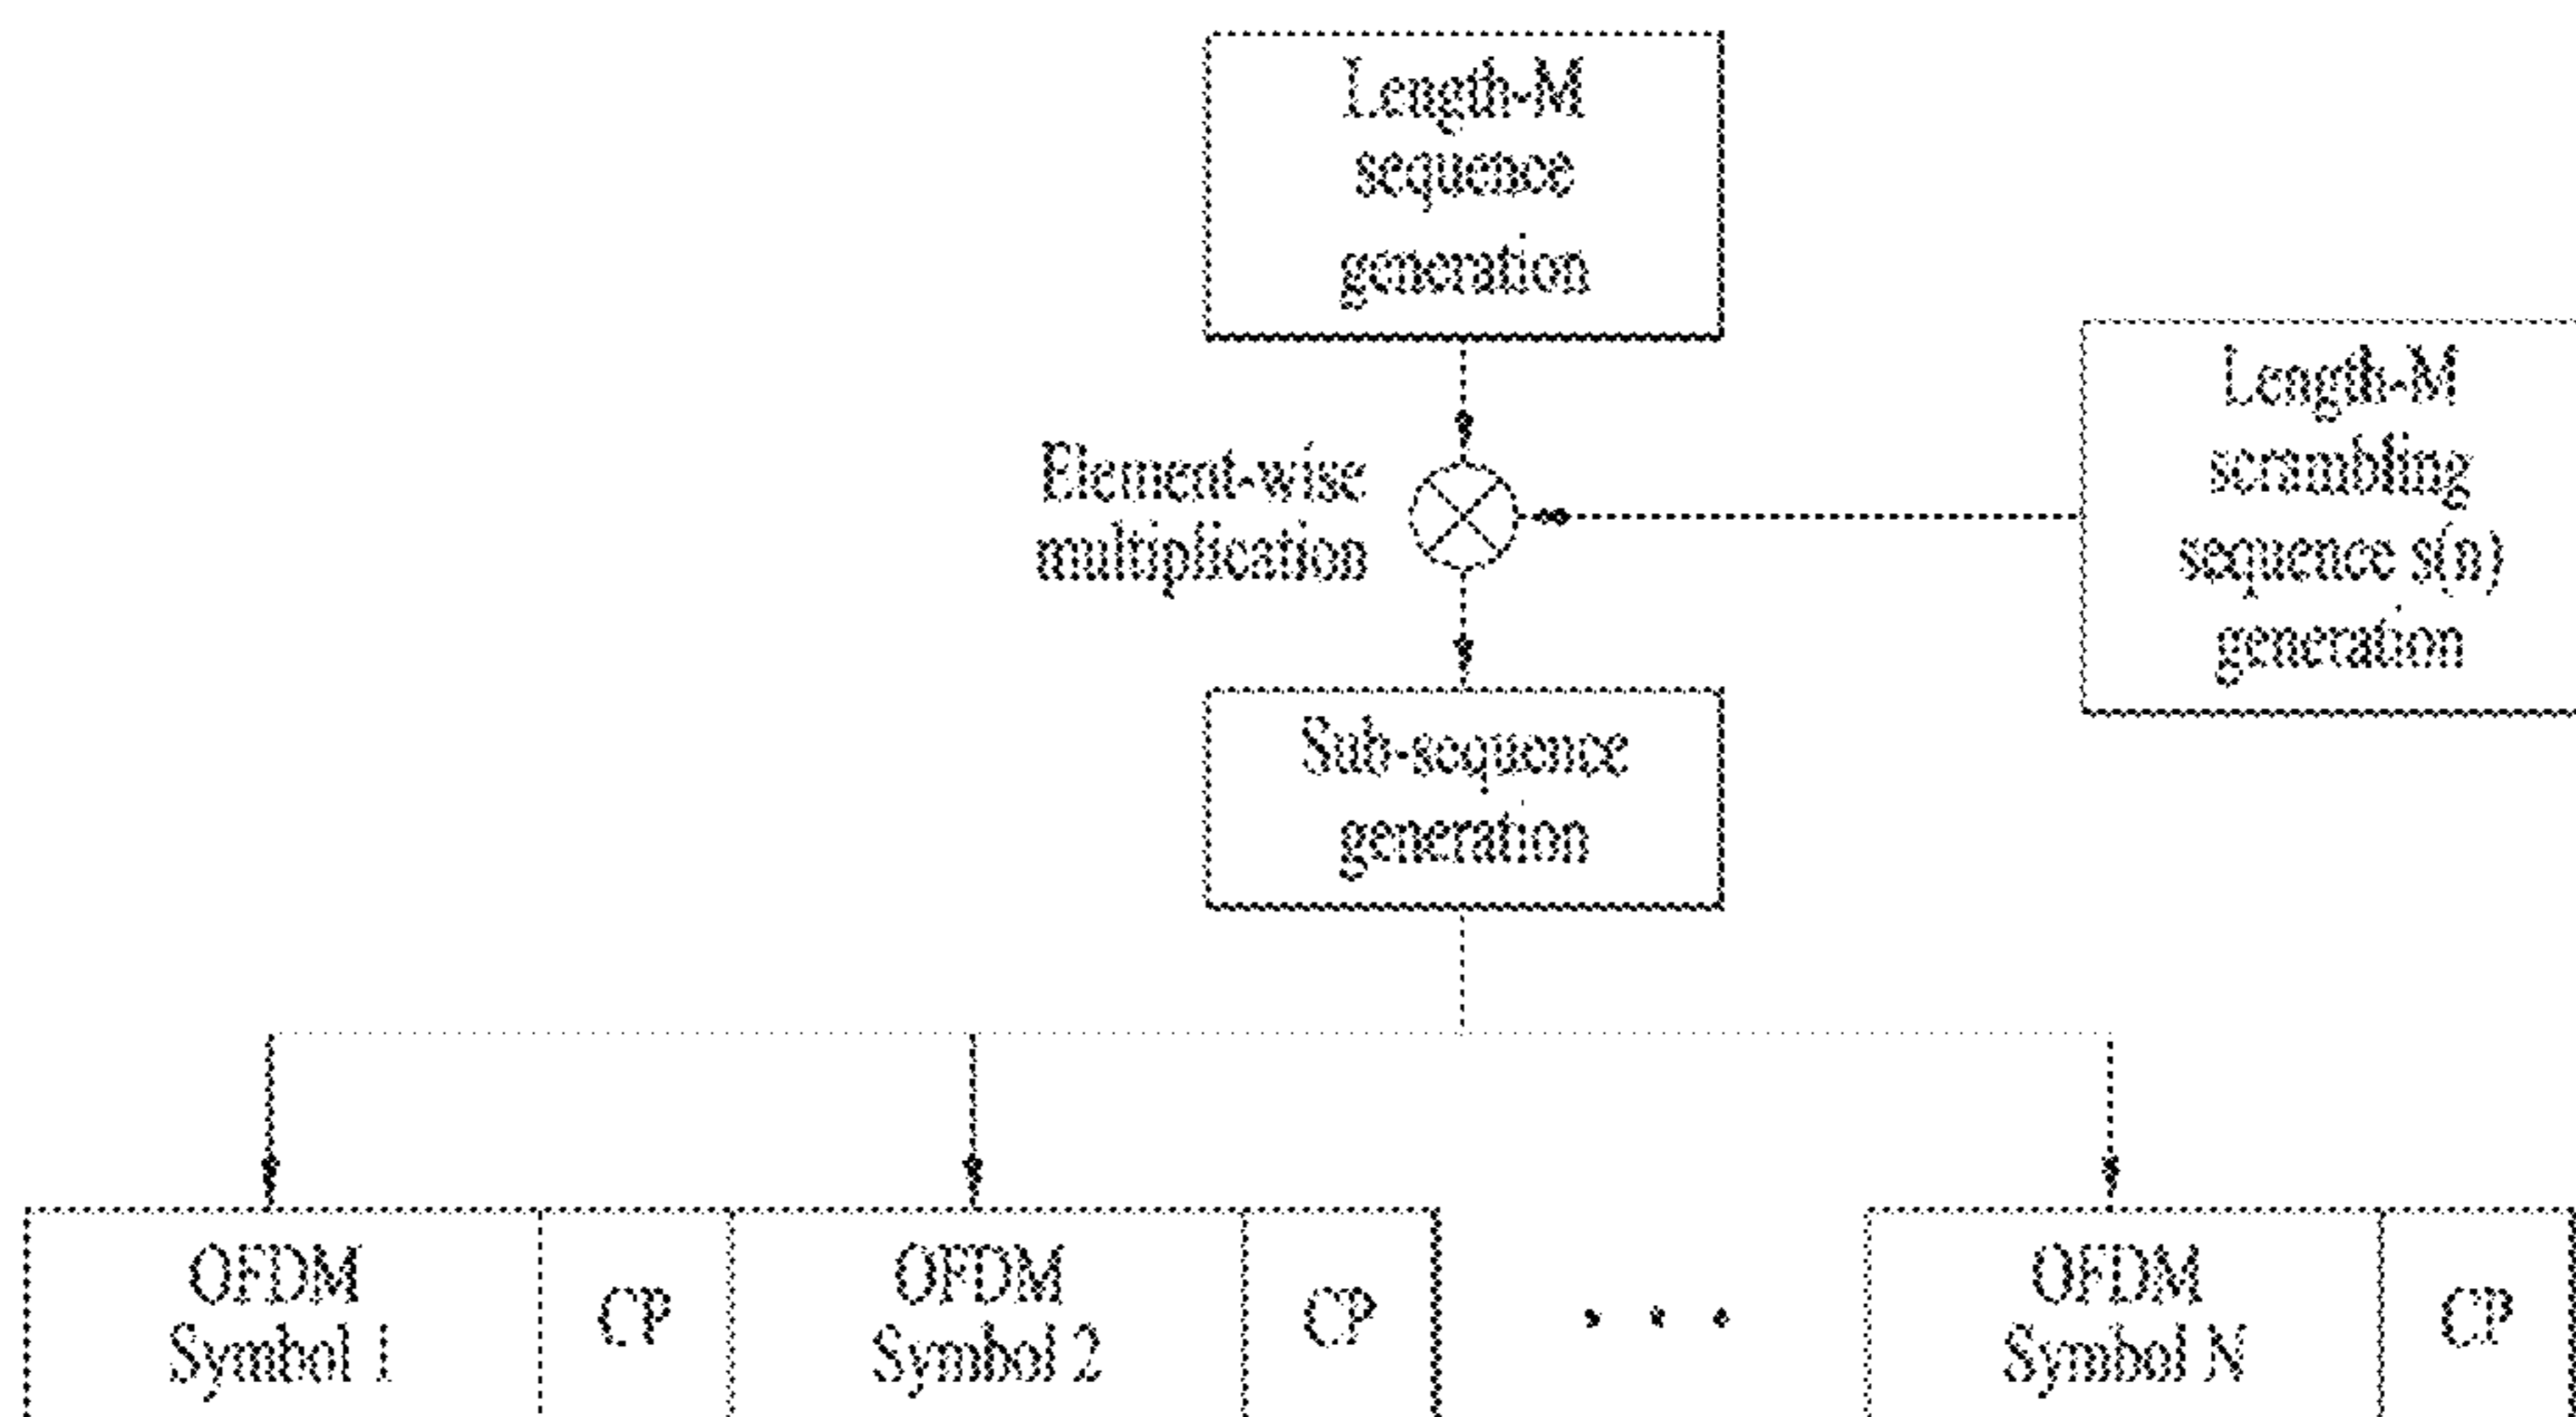 Length-M
sequence
generation
Length-M
scrambling
sequence s(n)
generation
Element-wise
multiplication
Sub-sequence
generation
OFDM
Symbol 1
CP
OFDM
Symbol 2
CP
. . .
OFDM
Symbol N
CP